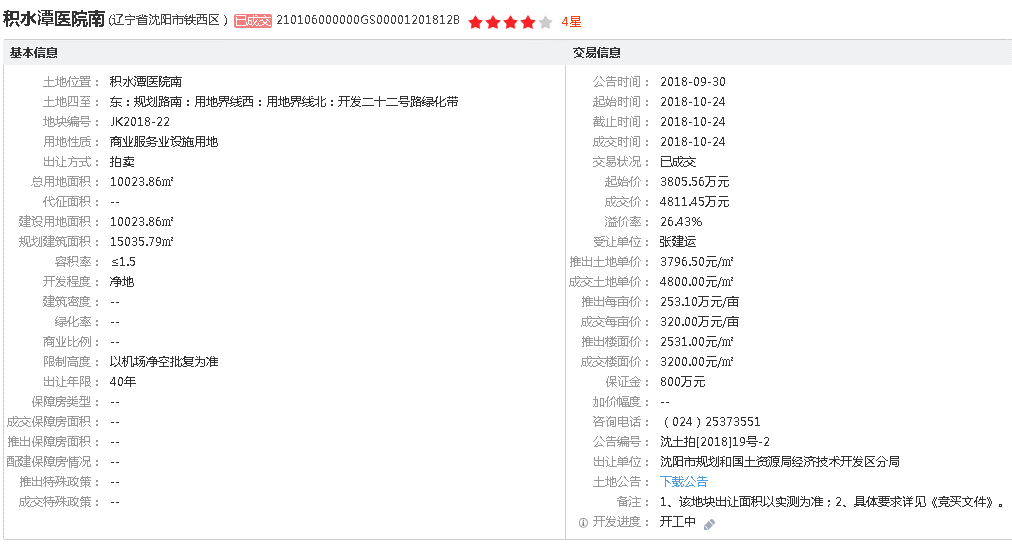 积水潭医院南 (辽宁省沈阳市铁西区 ) 已成交 210106000000GS00001201812B 4星
基本信息
土地位置： 积水潭医院南
土地四至： 东：规划路南：用地界线西：用地界线北：开发二十二号路绿化带
地块编号： JK2018-22
用地性质： 商业服务业设施用地
出让方式： 拍卖
总用地面积： 10023.86㎡
代征面积： --
建设用地面积： 10023.86㎡
规划建筑面积： 15035.79㎡
容积率： ≤1.5
开发程度： 净地
建筑密度： --
绿化率： --
商业比例： --
限制高度： 以机场净空批复为准
出让年限： 40年
保障房类型： --
成交保障房面积： --
推出保障房面积： --
配建保障房情况： --
推出特殊政策： --
成交特殊政策： --
交易信息
公告时间： 2018-09-30
起始时间： 2018-10-24
截止时间： 2018-10-24
成交时间： 2018-10-24
交易状况： 已成交
起始价： 3805.56万元
成交价： 4811.45万元
溢价率： 26.43%
受让单位： 张建运
推出土地单价： 3796.50元/㎡
成交土地单价： 4800.00元/㎡
推出每亩价： 253.10万元/亩
成交每亩价： 320.00万元/亩
推出楼面价： 2531.00元/㎡
成交楼面价： 3200.00元/㎡
保证金： 800万元
加价幅度： --
咨询电话： （024）25373551
公告编号： 沈土拍[2018]19号-2
出让单位： 沈阳市规划和国土资源局经济技术开发区分局
土地公告： 下载公告
备注： 1、该地块出让面积以实测为准；2、具体要求详见《竞买文件》。
开发进度： 开工中